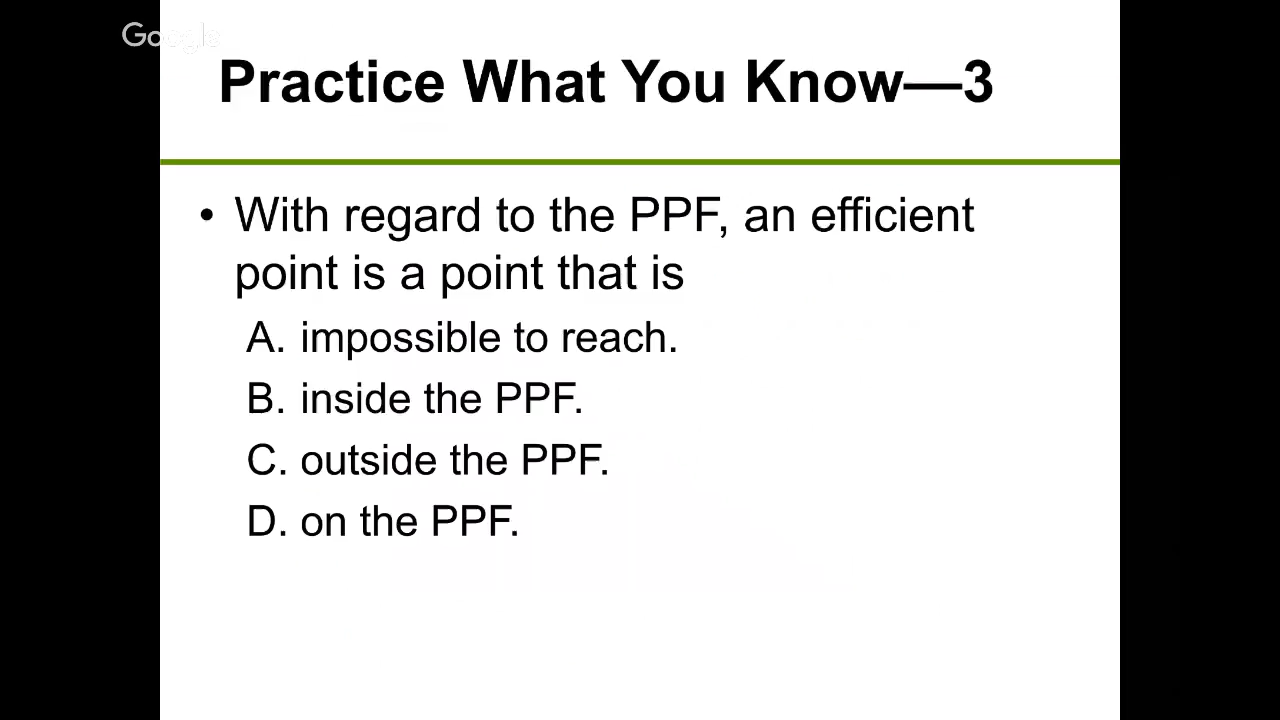 Google
Practice What You Know—3
• With regard to the PPF, an efficient
point is a point that is
A. impossible to reach.
B. inside the PPF.
C. outside the PPF.
D. on the PPF.